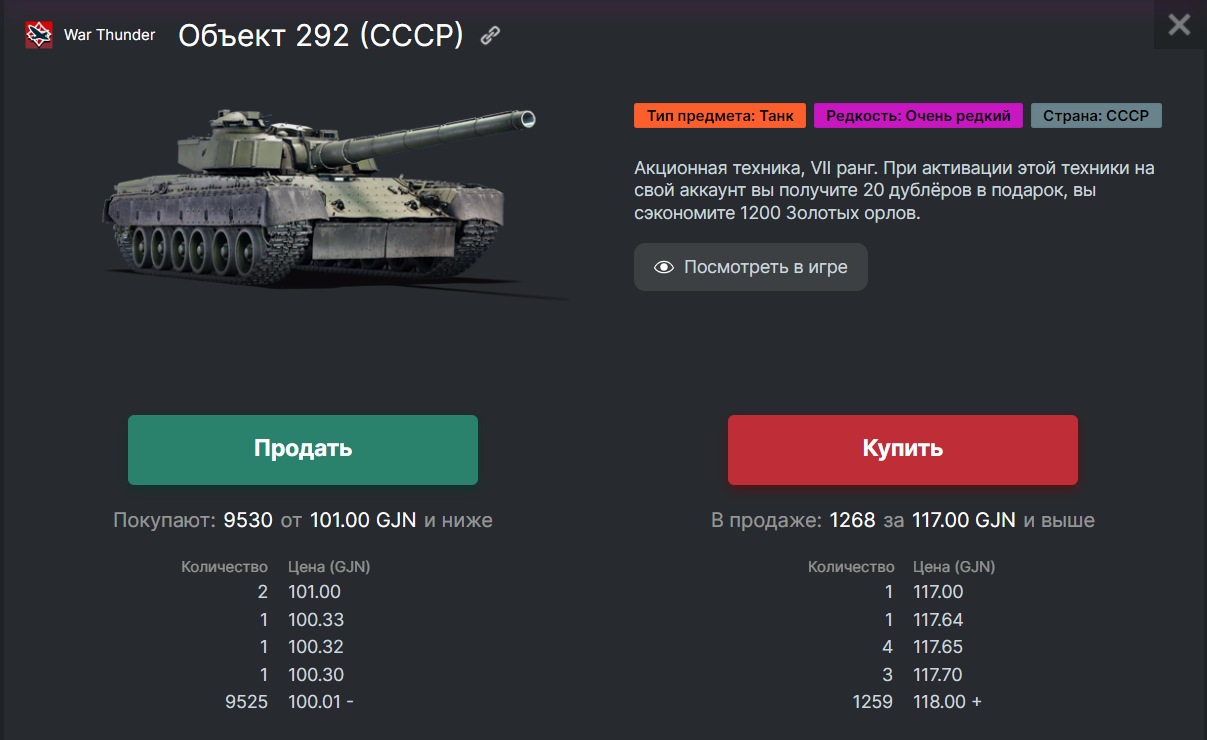 War Thunder Объект 292 (СССР)
Тип предмета: Танк Редкость: Очень редкий Страна: СССР
Акционная техника, VII ранг. При активации этой техники на
свой аккаунт вы получите 20 дублёров в подарок, вы
сэкономите 1200 Золотых орлов.
Посмотреть в игре
Продать
Покупают: 9530 от 101.00 GJN и ниже
Количество Цена (GJN)
2 101.00
1 100.33
1 100.32
1 100.30
9525 100.01 -
Купить
В продаже: 1268 за 117.00 GJN и выше
Количество Цена (GJN)
1 117.00
1 117.64
4 117.65
3 117.70
1259 118.00 +